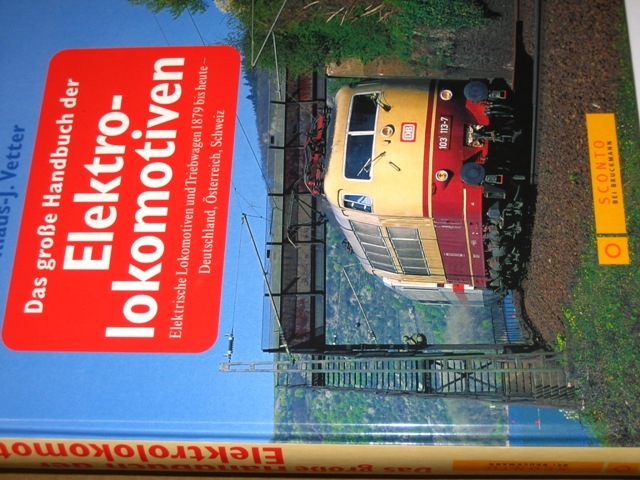 Klaus-J. Vetter
Das große Handbuch der
Elektro-
lokomotiven
Elektrische Lokomotiven und Triebwagen 1879 bis heute –
Deutschland, Österreich, Schweiz
DB
103 113-7
SCONTO
BEI BRUCKMANN
Das große Handbuch der
Elektrolokomot